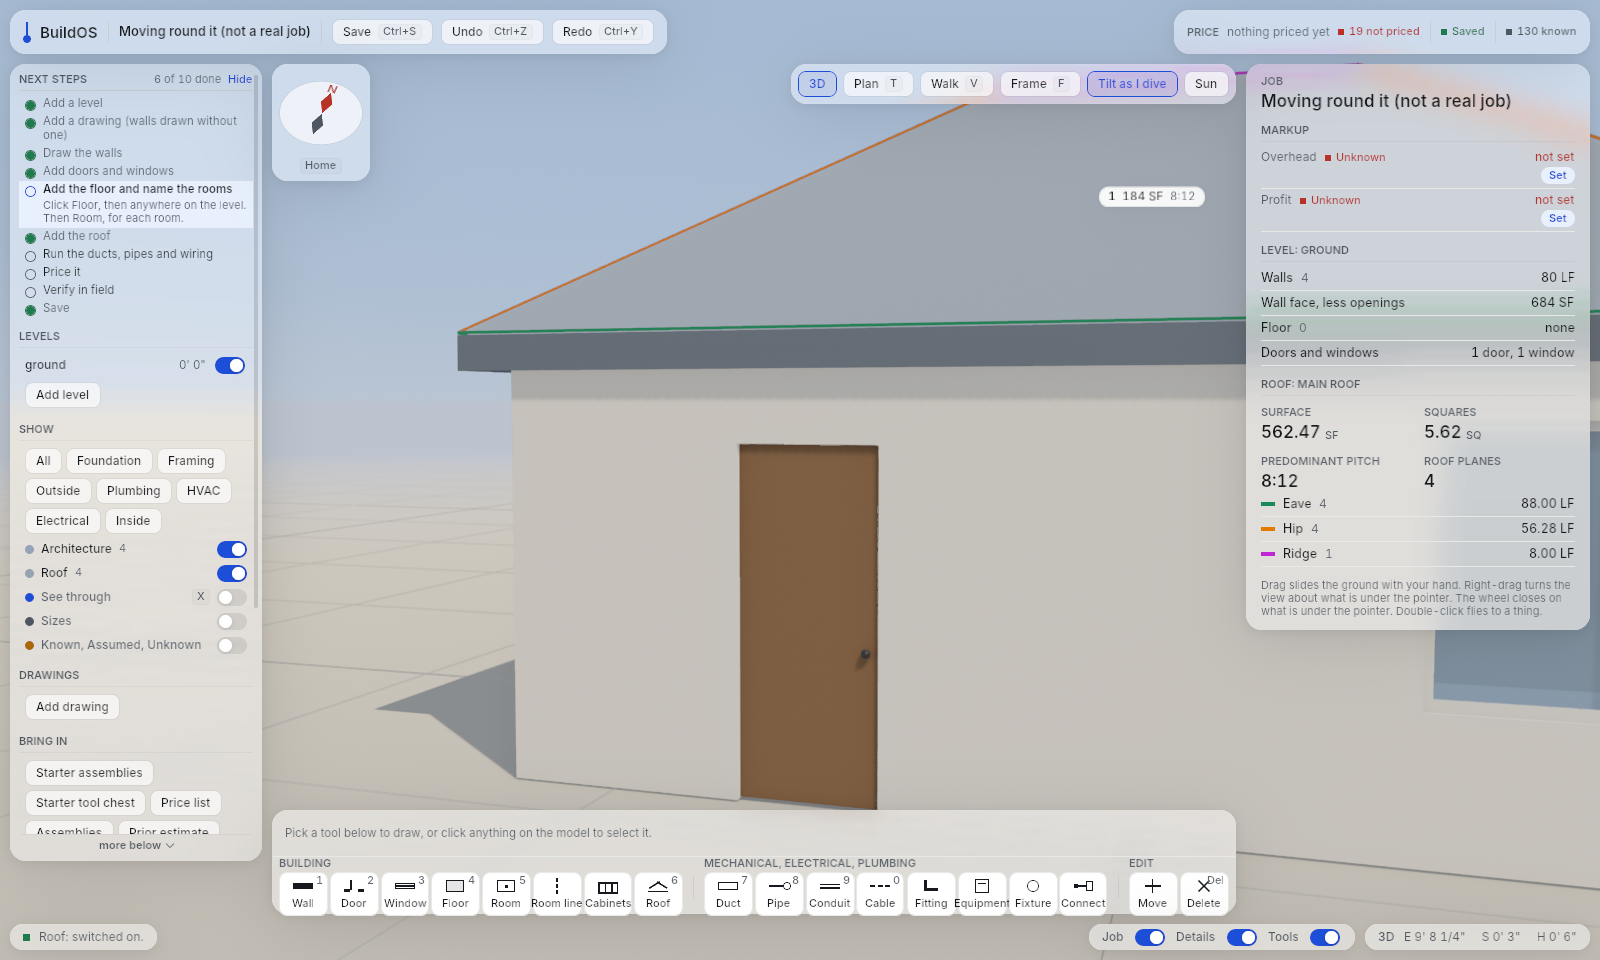 BuildOS
Moving round it (not a real job)
Save Ctrl+S
Undo Ctrl+Z
Redo Ctrl+Y
PRICE nothing priced yet 19 not priced
Saved
130 known
NEXT STEPS 6 of 10 done Hide
Add a level
Add a drawing (walls drawn without
one)
Draw the walls
Add doors and windows
Add the floor and name the rooms
Click Floor, then anywhere on the level.
Then Room, for each room.
Add the roof
Run the ducts, pipes and wiring
Price it
Verify in field
Save
LEVELS
ground 0' 0"
Add level
SHOW
All Foundation Framing
Outside Plumbing HVAC
Electrical Inside
Architecture 4
Roof 4
See through X
Sizes
Known, Assumed, Unknown
DRAWINGS
Add drawing
BRING IN
Starter assemblies
Starter tool chest Price list
Assemblies Prior estimate
more below
Roof: switched on.
N
Home
3D Plan T Walk V Frame F Tilt as I dive Sun
1 184 SF 8:12
JOB
Moving round it (not a real job)
MARKUP
Overhead Unknown not set
Set
Profit Unknown not set
Set
LEVEL: GROUND
Walls 4 80 LF
Wall face, less openings 684 SF
Floor 0 none
Doors and windows 1 door, 1 window
ROOF: MAIN ROOF
SURFACE SQUARES
562.47 SF 5.62 SQ
PREDOMINANT PITCH ROOF PLANES
8:12 4
Eave 4 88.00 LF
Hip 4 56.28 LF
Ridge 1 8.00 LF
Drag slides the ground with your hand. Right-drag turns the
view about what is under the pointer. The wheel closes on
what is under the pointer. Double-click flies to a thing.
Pick a tool below to draw, or click anything on the model to select it.
BUILDING
1 2 3 4 5 6
Wall Door Window Floor Room Room line Cabinets Roof
MECHANICAL, ELECTRICAL, PLUMBING
7 8 9 0
Duct Pipe Conduit Cable Fitting Equipment Fixture Connect
EDIT
Del
Move Delete
Job Details Tools
3D E 9' 8 1/4" S 0' 3" H 0' 6"